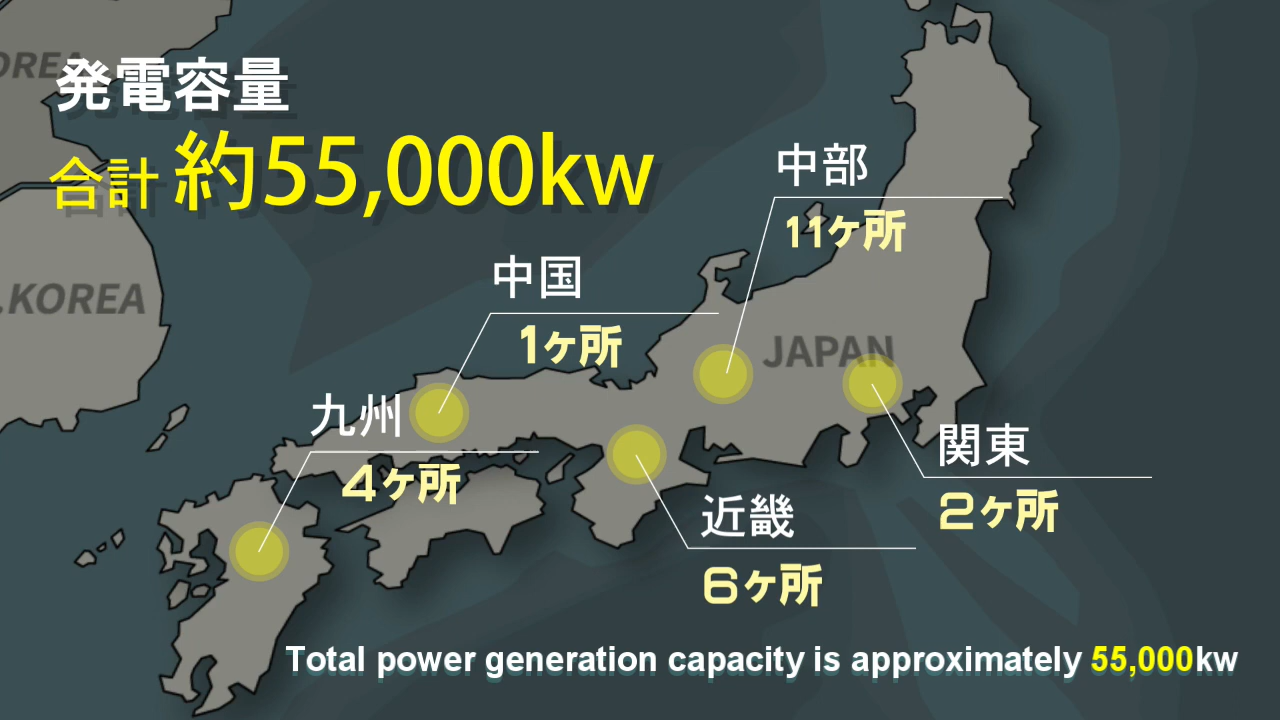 OREA
発電容量
合計 約55,000kw
中部
11ヶ所
中国
1ヶ所
.KOREA
JAPAN
九州
4ヶ所
関東
2ヶ所
近畿
6ヶ所
Total power generation capacity is approximately 55,000kw